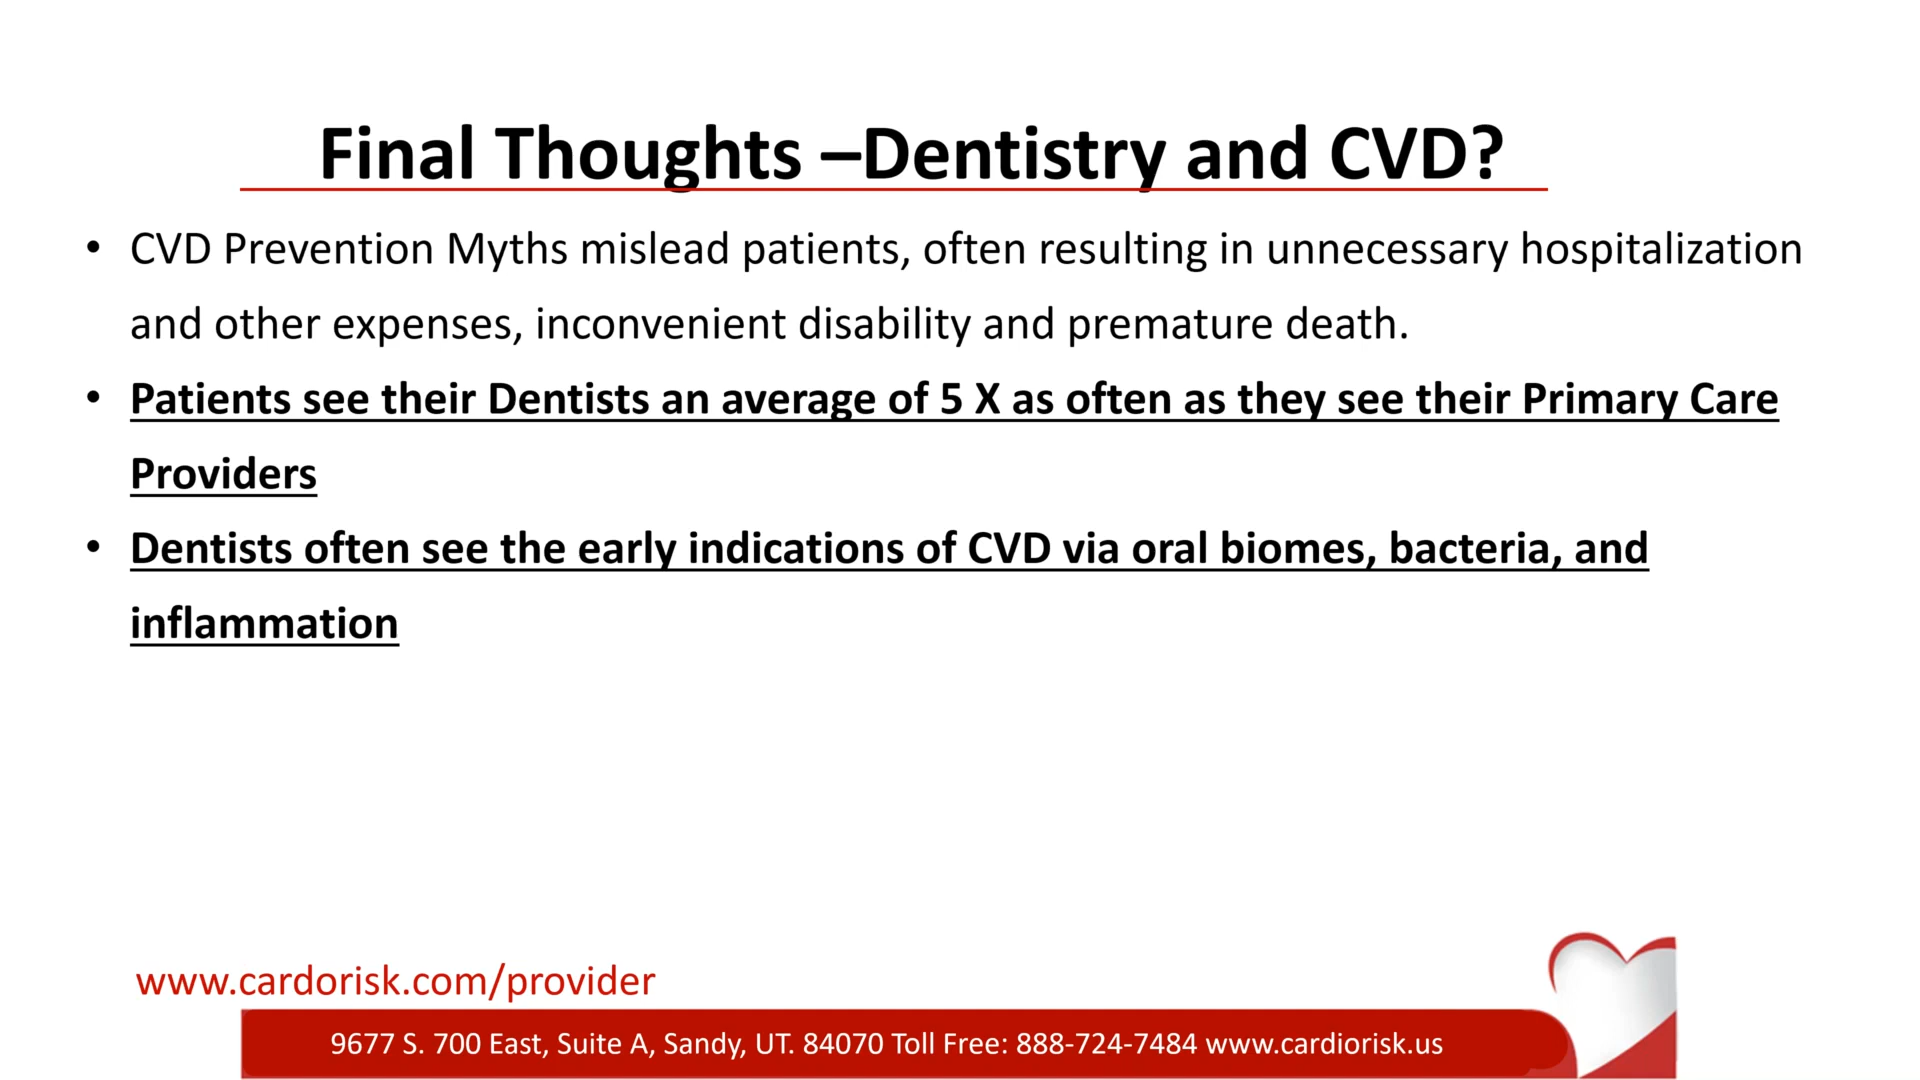 Final Thoughts –Dentistry and CVD?
• CVD Prevention Myths mislead patients, often resulting in unnecessary hospitalization
and other expenses, inconvenient disability and premature death.
• Patients see their Dentists an average of 5 X as often as they see their Primary Care
Providers
• Dentists often see the early indications of CVD via oral biomes, bacteria, and
inflammation
www.cardorisk.com/provider
9677 S. 700 East, Suite A, Sandy, UT. 84070 Toll Free: 888-724-7484 www.cardiorisk.us